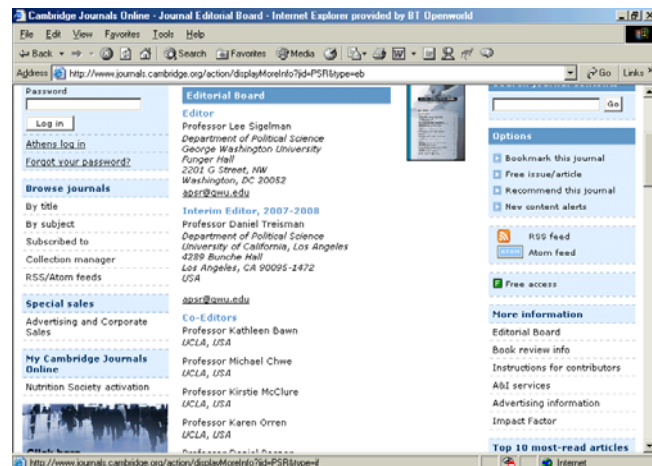 Cambridge Journals Online - Journal Editorial Board - Internet Explorer provided by BT Openworld
File Edit View Favorites Tools Help
Back Search Favorites Media
Address http://www.journals.cambridge.org/action/displayMoreInfo?jid=PSR&type=eb Go Links
Password
Log in
Athens log in
Forgot your password?
Browse journals
By title
By subject
Subscribed to
Collection manager
RSS/Atom feeds
Special sales
Advertising and Corporate
Sales
My Cambridge Journals
Online
Nutrition Society activation
Click here
Editorial Board
Editor
Professor Lee Sigelman
Department of Political Science
George Washington University
Funger Hall
2201 G Street, NW
Washington, DC 20052
apsr@gwu.edu
Interim Editor, 2007-2008
Professor Daniel Treisman
Department of Political Science
University of California, Los Angeles
4289 Bunche Hall
Los Angeles, CA 90095-1472
USA
apsr@gwu.edu
Co-Editors
Professor Kathleen Bawn
UCLA, USA
Professor Michael Chwe
UCLA, USA
Professor Kirstie McClure
UCLA, USA
Professor Karen Orren
UCLA, USA
Search journal contents
Go
Options
Bookmark this journal
Free issue/article
Recommend this journal
New content alerts
RSS feed
ATOM Atom feed
F Free access
More information
Editorial Board
Book review info
Instructions for contributors
A&I services
Advertising information
Impact Factor
Top 10 most-read articles
http://www.journals.cambridge.org/action/displayMoreInfo?jid=PSR&type=if Internet